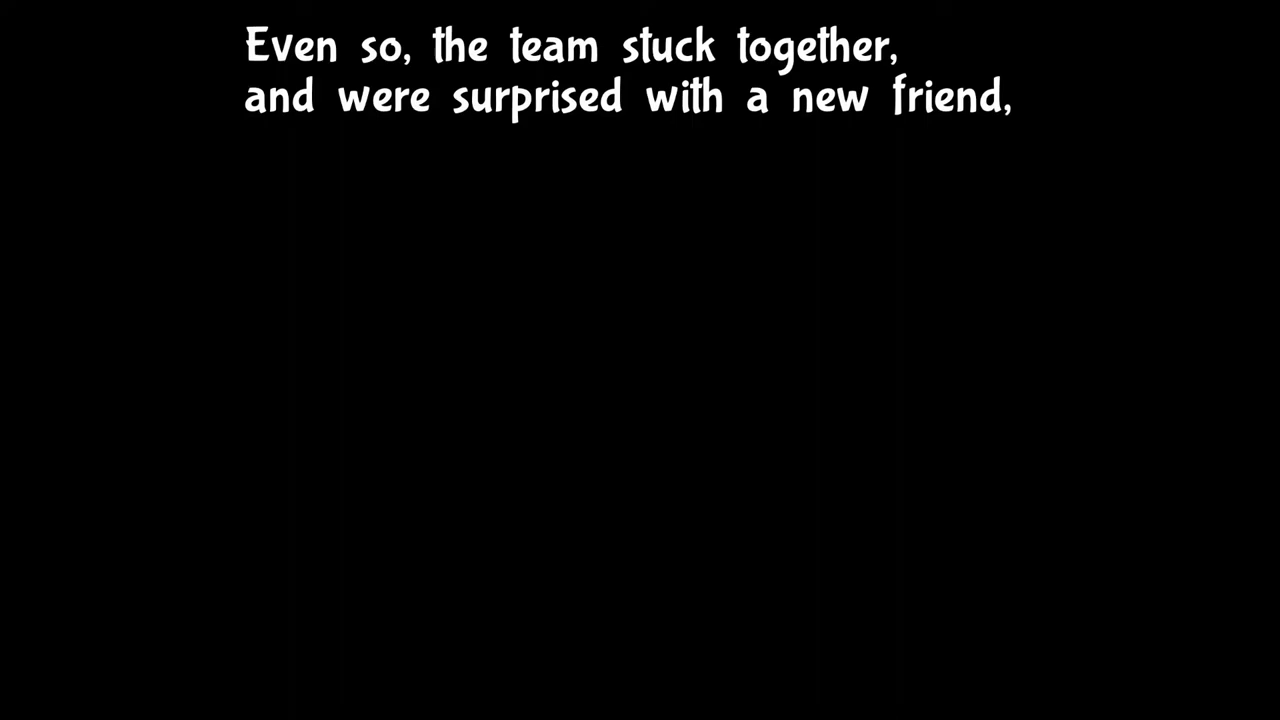 Even so, the team stuck together,
and were surprised with a new friend,